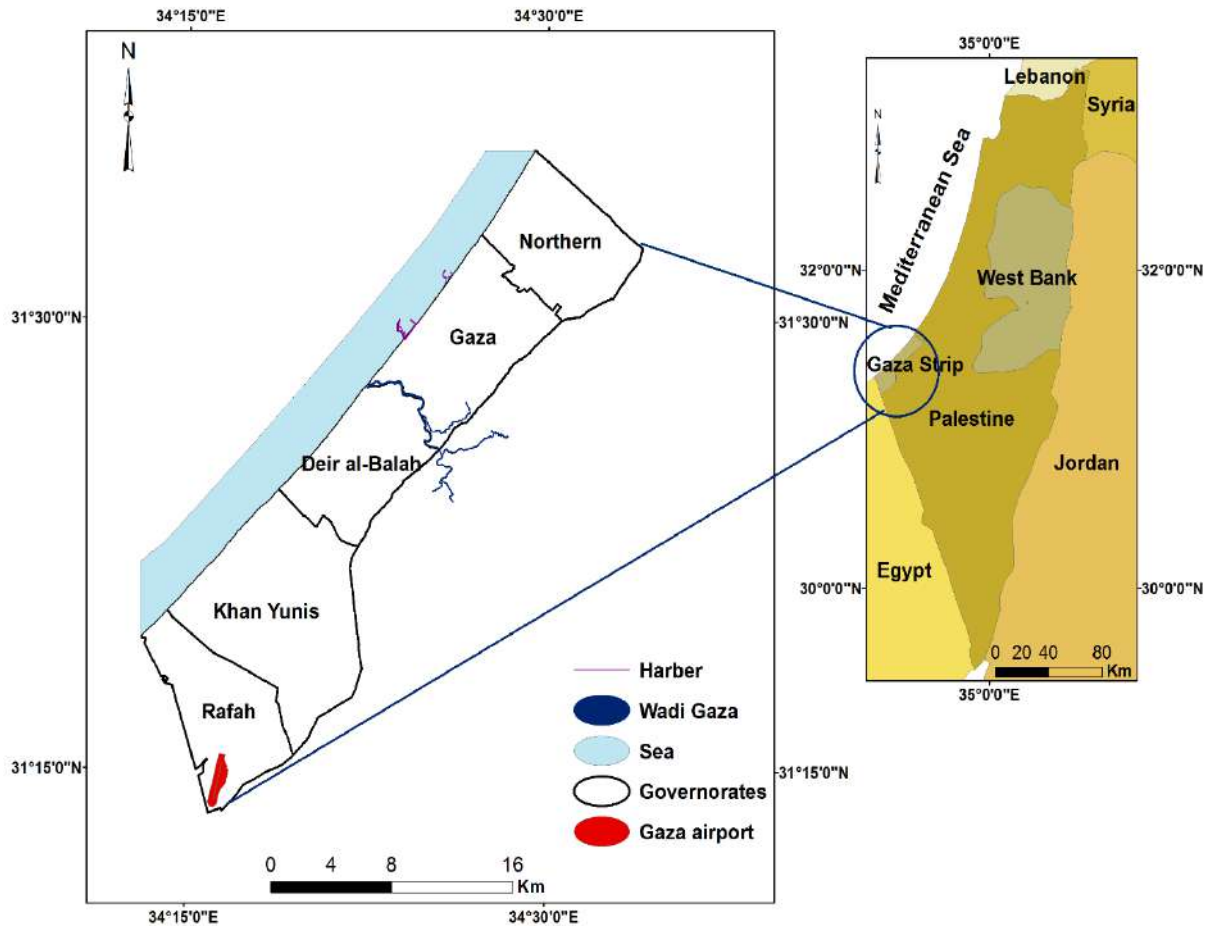 34°15'0"E
34°30'0"E
N
Northern
31°30'0"N
31°30'0"N
Gaza
Deir al-Balah
Khan Yunis
Rafah
31°15'0"N
31°15'0"N
Harber
Wadi Gaza
Sea
Governorates
Gaza airport
0 4 8 16
Km
34°15'0"E
34°30'0"E
35°0'0"E
Lebanon
Syria
N
Mediterranean Sea
32°0'0"N
32°0'0"N
West Bank
Gaza Strip
Palestine
Jordan
Egypt
30°0'0"N
30°0'0"N
0 20 40 80
Km
35°0'0"E